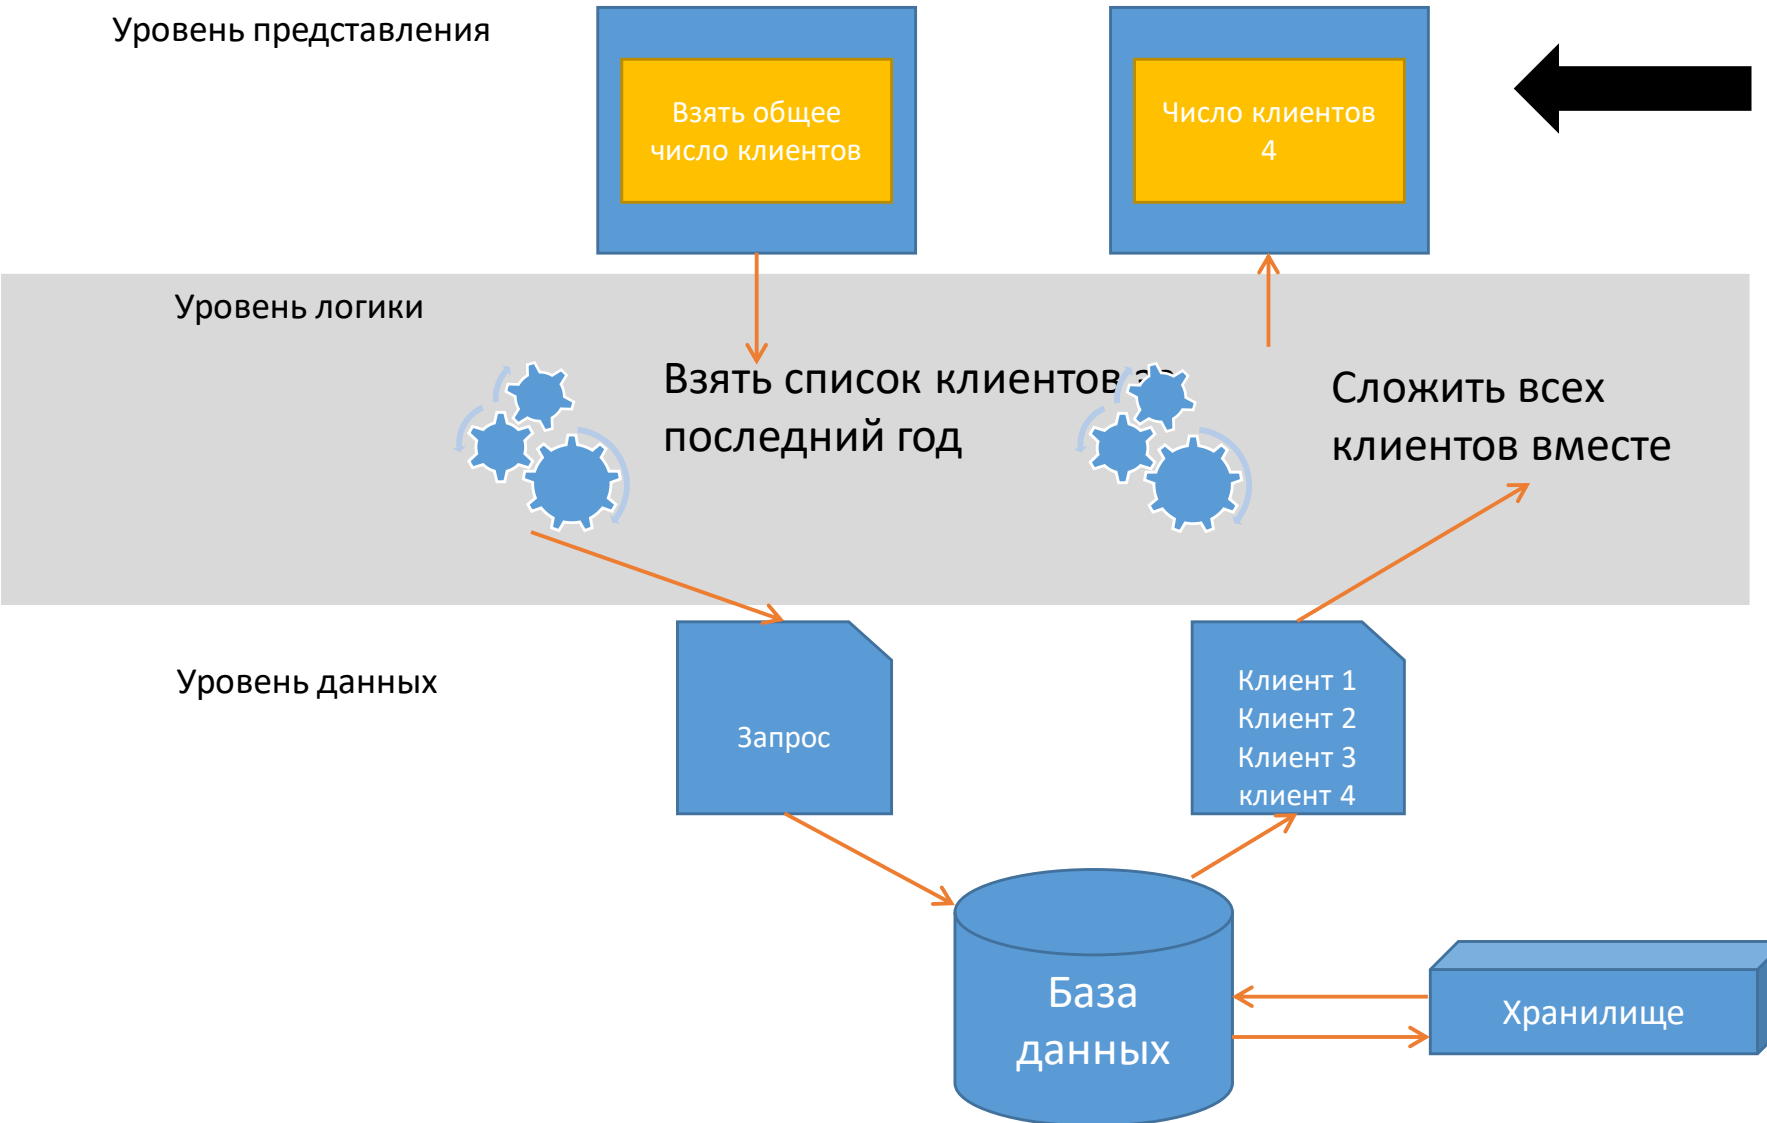 Уровень представления
Взять общее
число клиентов
Число клиентов
4
Уровень логики
Взять список клиентов за
последний год
Сложить всех
клиентов вместе
Уровень данных
Запрос
Клиент 1
Клиент 2
Клиент 3
клиент 4
База
данных
Хранилище